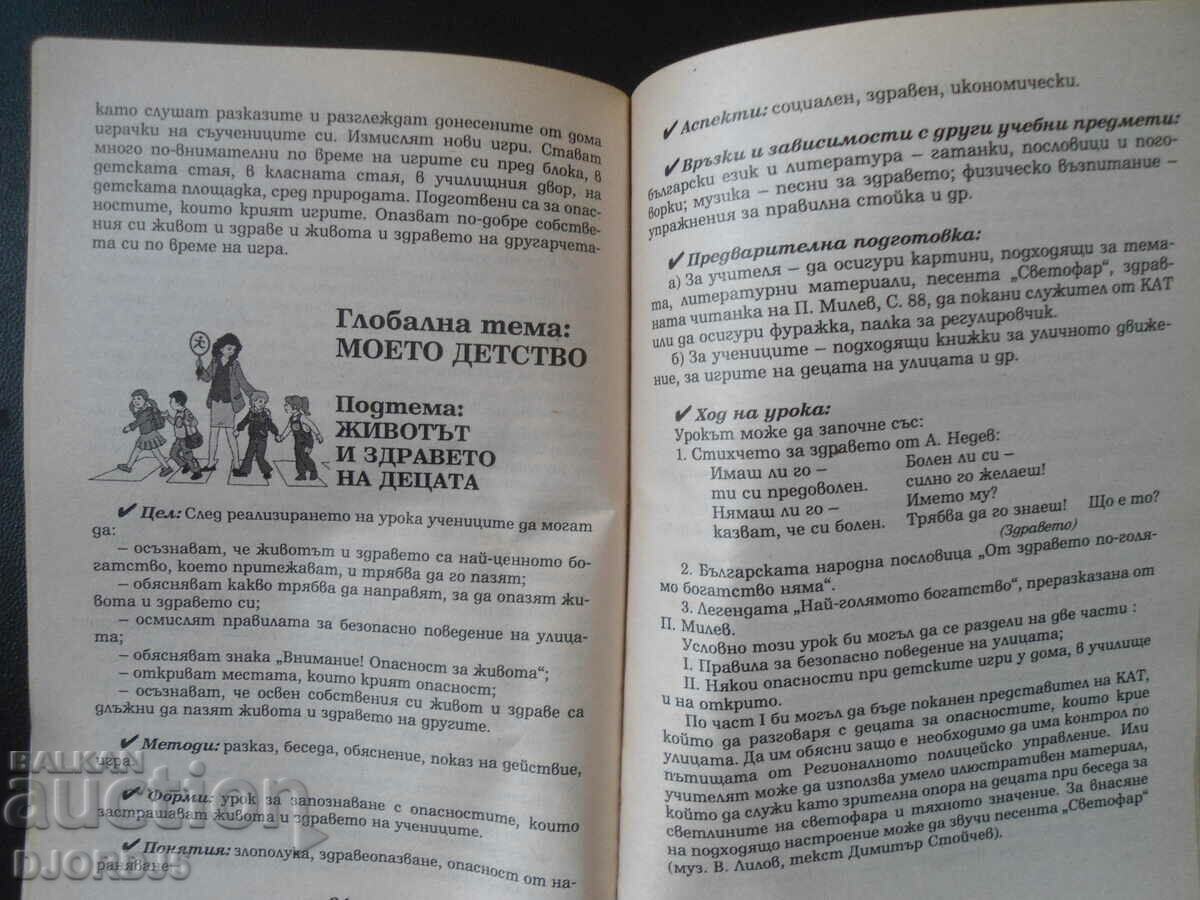 като слушат разказите и разглеждат донесените от дома
играчки на съучениците си. Измислят нови игри. Стават
много по-внимателни по време на игрите си пред блока, в
детската стая, в класната стая, в училищния двор, на
детската площадка, сред природата. Подготвени са за опас-
ностите, които крият игрите. Опазват по-добре собстве-
ния си живот и здраве и живота и здравето на другарчета-
та си по време на игра.
Глобална тема:
МОЕТО ДЕТСТВО
Подтема:
ЖИВОТЪТ
И ЗДРАВЕТО
НА ДЕЦАТА
✔ Цел: След реализирането на урока учениците да могат
да:
– осъзнават, че животът и здравето са най-ценното бо-
гатство, което притежават, и трябва да го пазят;
– обясняват какво трябва да направят, за да опазят жи-
вота и здравето си;
– осмислят правилата за безопасно поведение на улица-
та;
– обясняват знака „Внимание! Опасност за живота“;
– откриват местата, които крият опасност;
– осъзнават, че освен собствения си живот и здраве са
длъжни да пазят живота и здравето на другите.
✔ Методи: разказ, беседа, обяснение, показ на действие,
игра.
✔ Форми: урок за запознаване с опасностите, които
застрашават живота и здравето на учениците.
✔ Понятия: злополука, здравеопазване, опасност от на-
раняване
✔ Аспекти: социален, здравен, икономически.
✔ Връзки и зависимости с други учебни предмети:
български език и литература – гатанки, пословици и пого-
ворки; музика – песни за здравето; физическо възпитание –
упражнения за правилна стойка и др.
✔ Предварителна подготовка:
а) За учителя – да осигури картини, подходящи за тема-
та, литературни материали, песента „Светофар“, здрав-
ната читанка на П. Милев, С. 88, да покани служител от КАТ
или да осигури фуражка, палка за регулировчик.
б) За учениците – подходящи книжки за уличното движе-
ние, за игрите на децата на улицата и др.
✔ Ход на урока:
Урокът може да започне със:
1. Стихчето за здравето от А. Недев:
Имаш ли го –
ти си предоволен.
Нямаш ли го –
казват, че си болен.
Болен ли си –
силно го желаеш!
Името му?
Трябва да го знаеш! Що е то?
(Здравето)
2. Българската народна пословица „От здравето по-голя-
мо богатство няма“.
3. Легендата „Най-голямото богатство“, преразказана от
П. Милев.
Условно този урок би могъл да се раздели на две части :
I. Правила за безопасно поведение на улицата;
II. Някои опасности при детските игри у дома, в училище
и на открито.
По част I би могъл да бъде поканен представител на КАТ,
който да разговаря с децата за опасностите, които крие
улицата. Да им обясни защо е необходимо да има контрол по
пътищата от Регионалното полицейско управление. Или
учителят може да използва умело илюстративен материал,
който да служи като зрителна опора на децата при беседа за
светлините на светофара и тяхното значение. За внасяне
на подходящо настроение може да звучи песента „Светофар“
(муз. В. Лилов, текст Димитър Стойчев).
BALKAN
auction
DJORB55